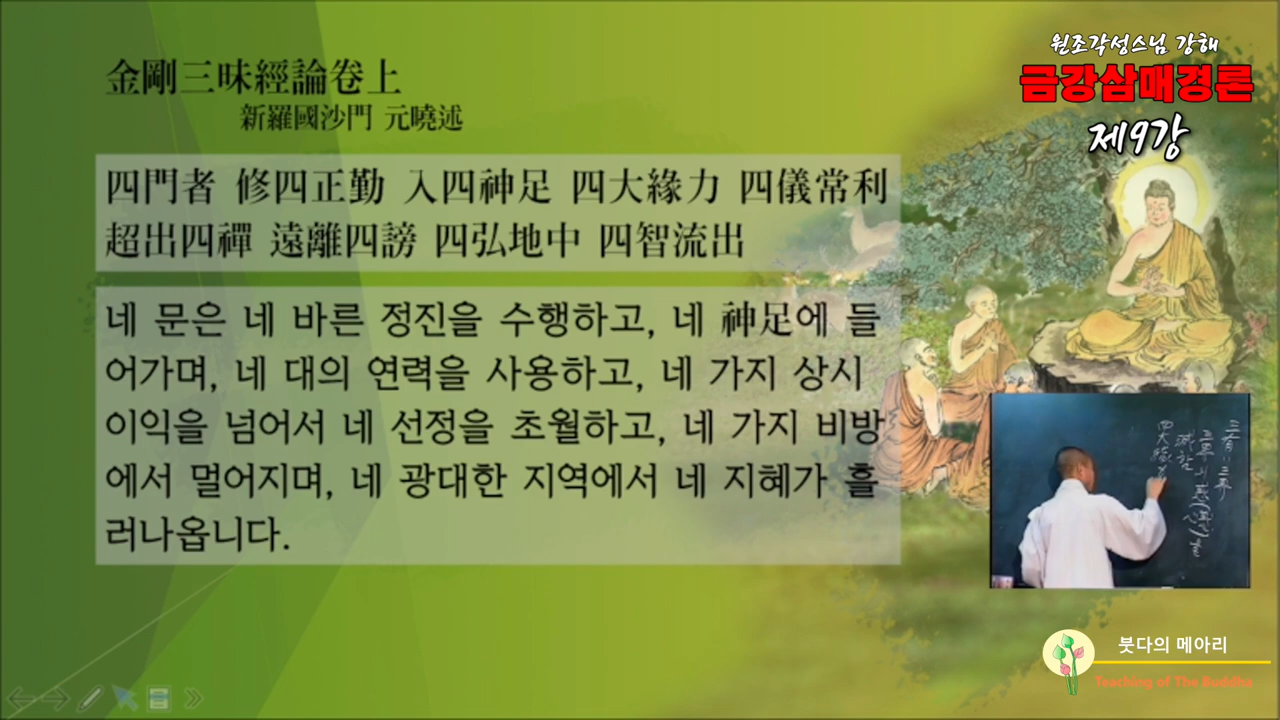 金剛三昧經論卷上
新羅國沙門 元曉述
四門者 修四正勤 入四神足 四大緣力 四儀常利
超出四禪 遠離四謗 四弘地中 四智流出
네 문은 네 바른 정진을 수행하고, 네 神足에 들
어가며, 네 대의 연력을 사용하고, 네 가지 상시
이익을 넘어서 네 선정을 초월하고, 네 가지 비방
에서 멀어지며, 네 광대한 지역에서 네 지혜가 흘
러나옵니다.
원조각성스님 강해
금강삼매경론
제9강
붓다의 메아리
Teaching of The Buddha